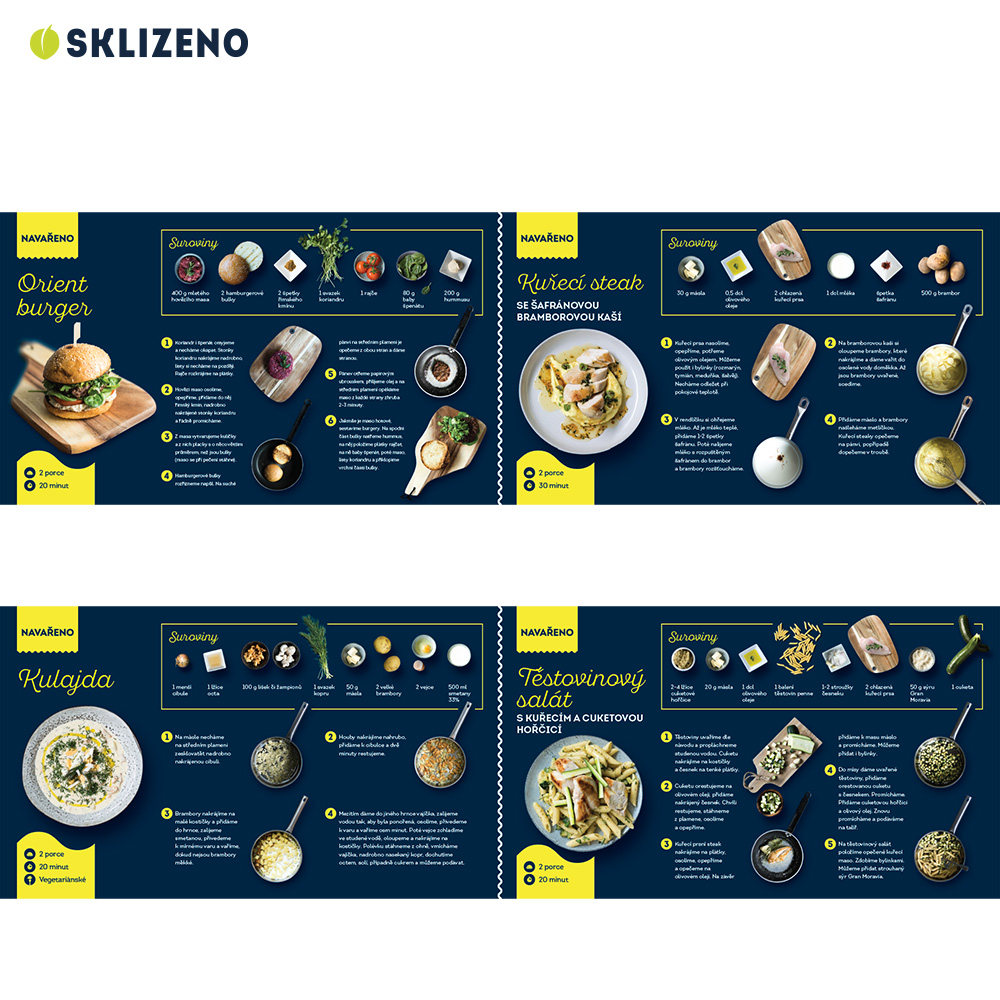 SKLIZENO
NAVAŘENO
Orient
burger
Suroviny
400 g mletého
hovězího masa
2 hamburgerové
bulky
2 špetky
římského
kmínu
1 svazek
koriandru
1 rajče
80 g
baby
špenátu
200 g
hummusu
1 Koriandr i špenát omyjeme
a necháme okapat. Stonky
koriandru nakrájíme nadrobno,
listy si necháme na později.
Rajče rozkrájíme na plátky.
2 Hovězí maso osolíme,
opepříme, přidáme do něj
římský kmín, nadrobno
nakrájené stonky koriandru
a řádně promícháme.
3 Z masa vytvarujeme kuličky
a z nich placky s o něco větším
průměrem, než jsou bulky
(maso se při pečení stáhne).
4 Hamburgerové bulky
rozřízneme napůl. Na suché
pánvi na středním plameni je
opečeme z obou stran a dáme
stranou.
5 Pánev otřeme papírovým
ubrouskem, přilijeme olej a na
středním plameni opékáme
maso z každé strany zhruba
2–3 minuty.
6 Jakmile je maso hotové,
sestavíme burgery. Na spodní
část bulky natřeme hummus,
na něj položíme plátky rajčat,
na ně baby špenát, poté maso,
listy koriandru a přiklopíme
vrchní částí bulky.
2 porce
20 minut
NAVAŘENO
Kuřecí steak
SE ŠAFRÁNOVOU
BRAMBOROVOU KAŠÍ
Suroviny
30 g másla
0,5 dcl
olivového
oleje
2 chlazená
kuřecí prsa
1 dcl mléka
špetka
šafránu
500 g brambor
1 Kuřecí prsa nasolíme,
opepříme, potřeme
olivovým olejem. Můžeme
použít i bylinky (rozmarýn,
tymián, meduňka, šalvěj).
Necháme odležet při
pokojové teplotě.
2 Na bramborovou kaši si
oloupeme brambory, které
nakrájíme a dáme vařit do
osolené vody doměkka. Až
jsou brambory uvařené,
scedíme.
3 V rendlíku si ohřejeme
mléko. Až je mléko teplé,
přidáme 1-2 špetky
šafránu. Poté nalijeme
mléko s rozpuštěným
šafránem do brambor
a brambory rozšťoucháme.
4 Přidáme máslo a brambory
našleháme metličkou.
Kuřecí steaky opečeme
na pánvi, popřípadě
dopečeme v troubě.
2 porce
30 minut
NAVAŘENO
Kulajda
Suroviny
1 menší
cibule
1 lžíce
octa
100 g lišek či žampionů
1 svazek
kopru
50 g
másla
2 velké
brambory
2 vejce
500 ml
smetany
33%
1 Na másle necháme
na středním plameni
zesklovatět nadrobno
nakrájenou cibuli.
2 Houby nakrájíme nahrubo,
přidáme k cibulce a dvě
minuty restujeme.
3 Brambory nakrájíme na
malé kostičky a přidáme
do hrnce, zalijeme
smetanou, přivedeme
k mírnému varu a vaříme,
dokud nejsou brambory
měkké.
4 Mezitím dáme do jiného hrnce vajíčka, zalijeme
vodou tak, aby byla ponořená, osolíme, přivedeme
k varu a vaříme osm minut. Poté vejce zchladíme
ve studené vodě, oloupeme a nakrájíme na
kostičky. Polévku stáhneme z ohně, vmícháme
vajíčka, nadrobno nasekaný kopr, dochutíme
octem, solí, případně cukrem a můžeme podávat.
2 porce
20 minut
Vegetariánské
NAVAŘENO
Těstovinový
salát
S KUŘECÍM A CUKETOVOU
HOŘČICÍ
Suroviny
2-4 lžíce
cuketové
hořčice
20 g másla
1 dcl
olivového
oleje
1 balení
těstovin penne
1-2 stroužky
česneku
2 chlazená
kuřecí prsa
50 g sýru
Gran
Moravia
1 cuketa
1 Těstoviny uvaříme dle
návodu a propláchneme
studenou vodou. Cuketu
nakrájíme na kostičky
a česnek na tenké plátky.
2 Cuketu orestujeme na
olivovém oleji, přidáme
nakrájený česnek. Chvíli
restujeme, stáhneme
z plamene, osolíme
a opepříme.
3 Kuřecí prsní steak
nakrájíme na plátky,
osolíme, opepříme
a opečeme na
olivovém oleji. Na závěr
přidáme k masu máslo
a promícháme. Můžeme
přidat i bylinky.
4 Do mísy dáme uvařené
těstoviny, přidáme
orestovanou cuketu
s česnekem. Promícháme.
Přidáme cuketovou hořčici
a olivový olej. Znovu
promícháme a podáváme
na talíř.
5 Na těstovinový salát
položíme opečené kuřecí
maso. Zdobíme bylinkami.
Můžeme přidat strouhaný
sýr Gran Moravia.
2 porce
20 minut